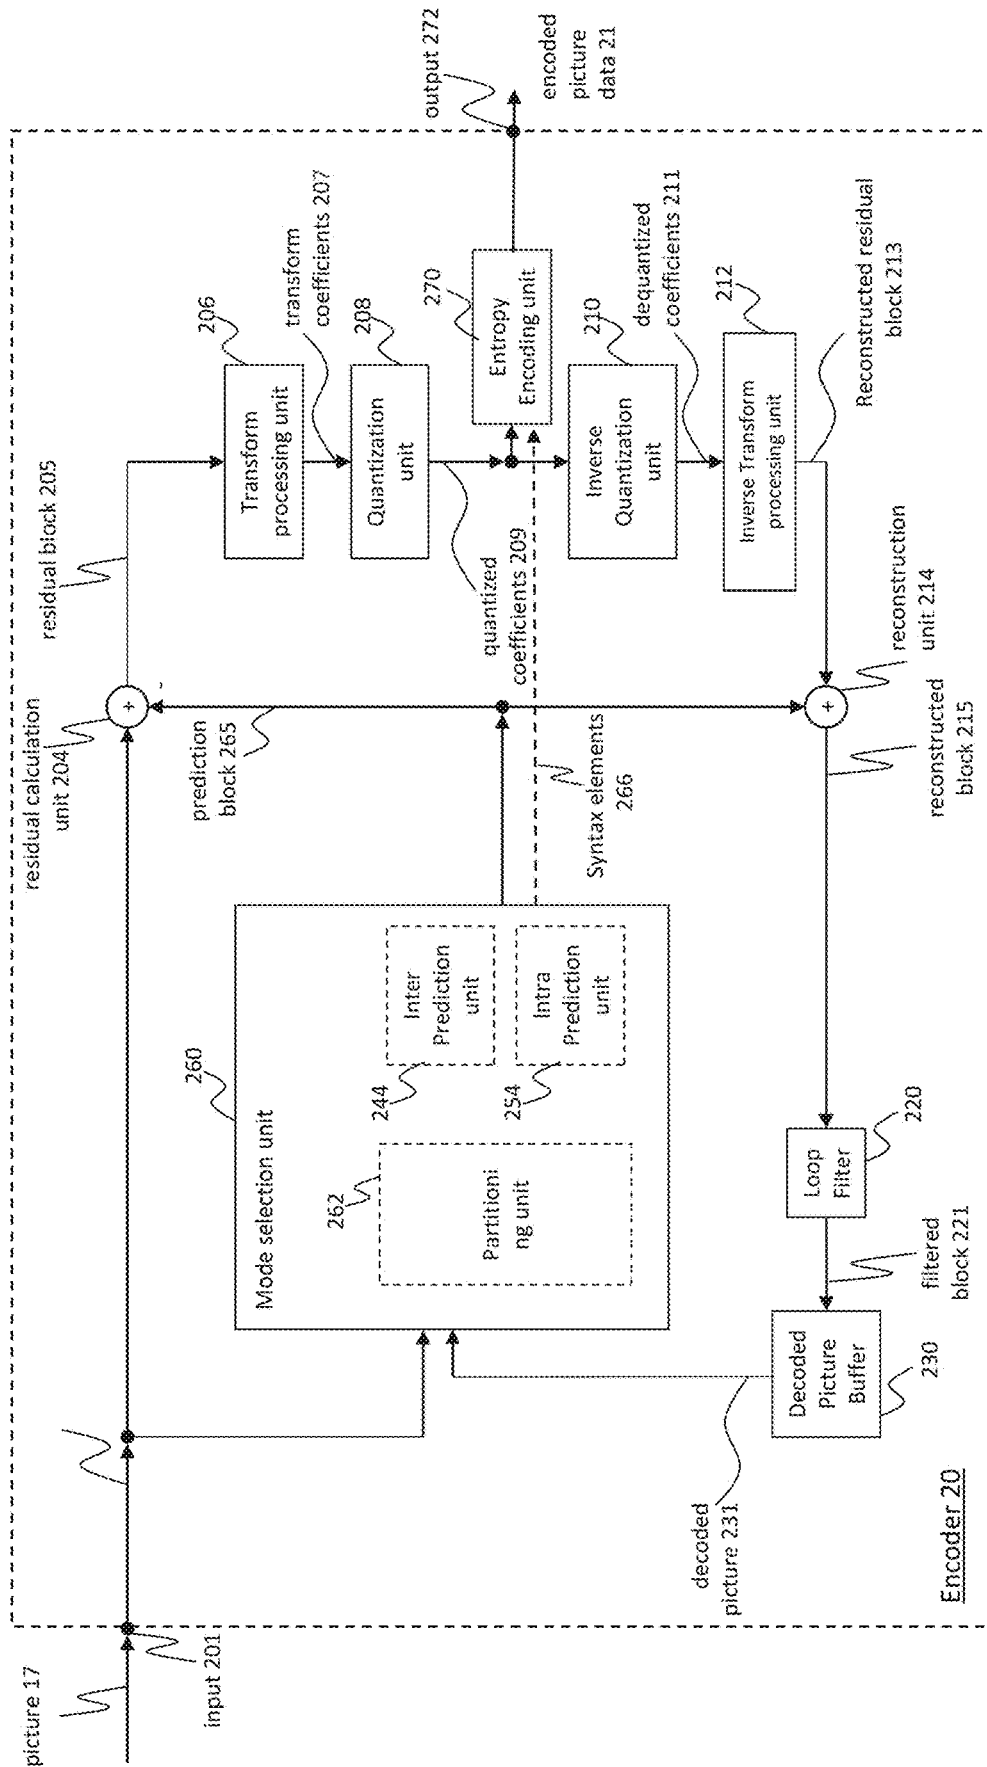 picture 17
input 201
residual calculation
unit 204
residual block 205
prediction
block 265
206
Transform
processing unit
transform
coefficients 207
208
Quantization
unit
quantized
coefficients 209
270
Entropy
Encoding unit
output 272
encoded
picture
data 21
210
Inverse
Quantization
unit
dequantized
coefficients 211
212
Inverse Transform
processing unit
Reconstructed residual
block 213
reconstruction
unit 214
reconstructed
block 215
Syntax elements
266
260
Mode selection unit
262
Partitioni
ng unit
244
Inter
Prediction
unit
254
Intra
Prediction
unit
220
Loop
Filter
filtered
block 221
Decoded
Picture
Buffer
230
decoded
picture 231
Encoder 20
+
-
+